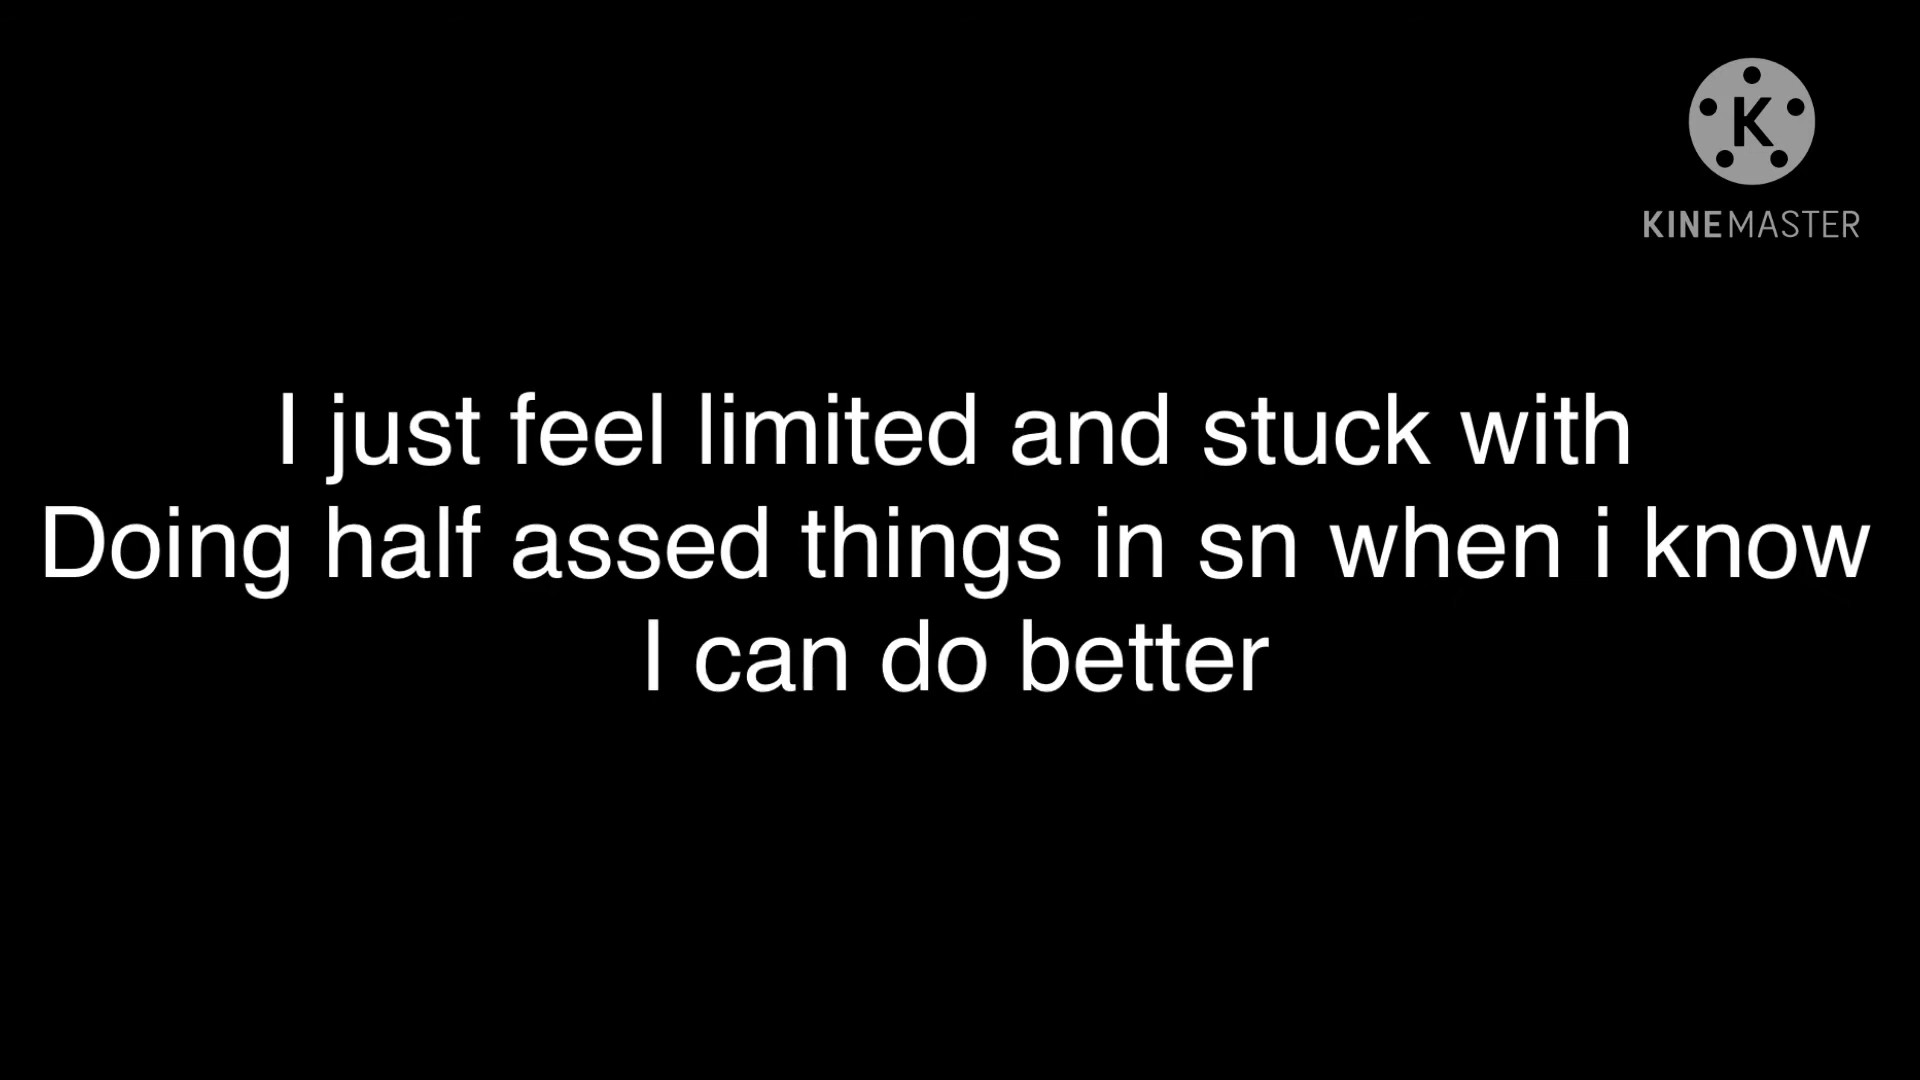 K
KINEMASTER
I just feel limited and stuck with
Doing half assed things in sn when i know
I can do better